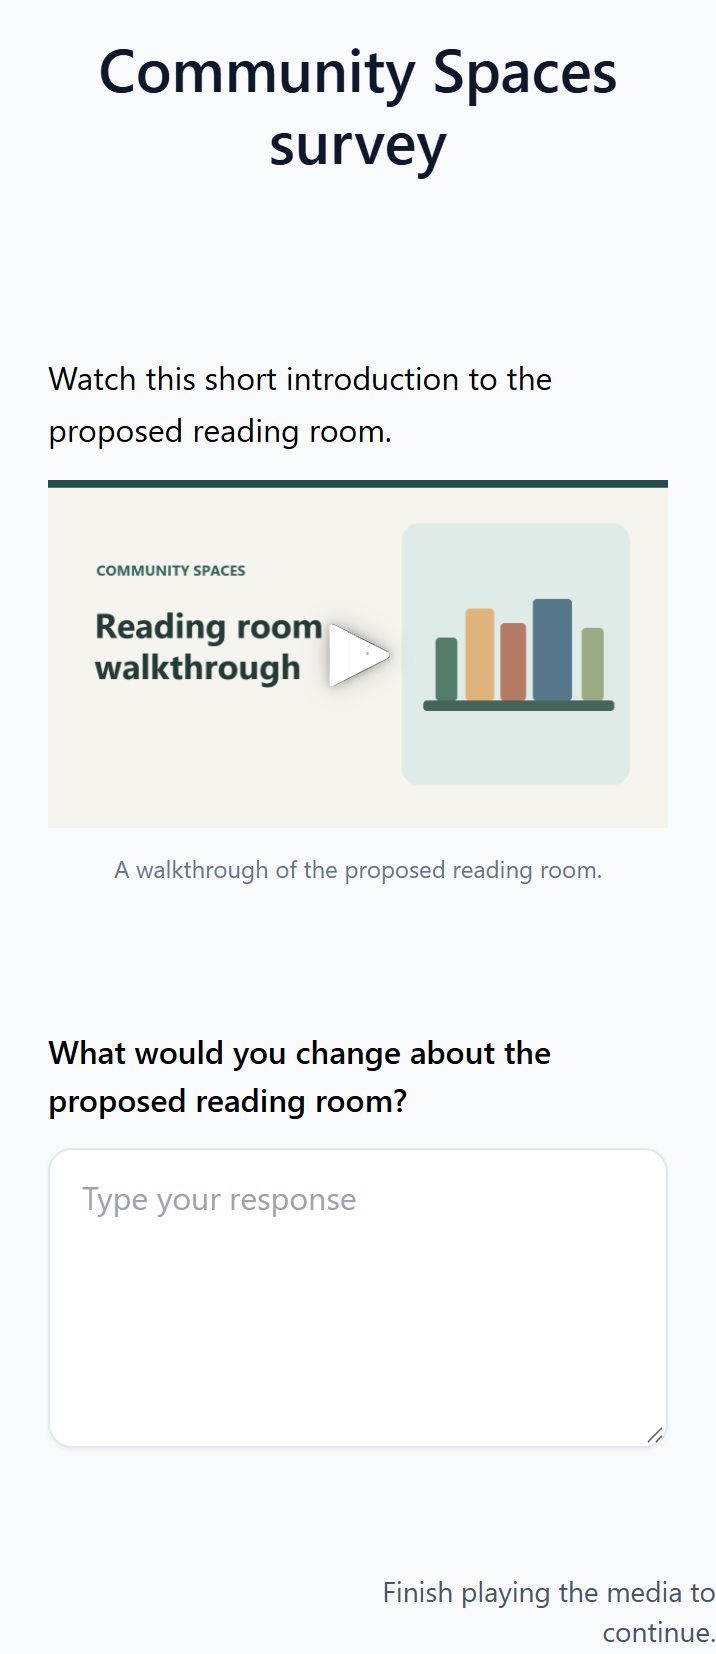 Community Spaces
survey
Watch this short introduction to the
proposed reading room.
COMMUNITY SPACES
Reading room
walkthrough
A walkthrough of the proposed reading room.
What would you change about the
proposed reading room?
Type your response
Finish playing the media to
continue.